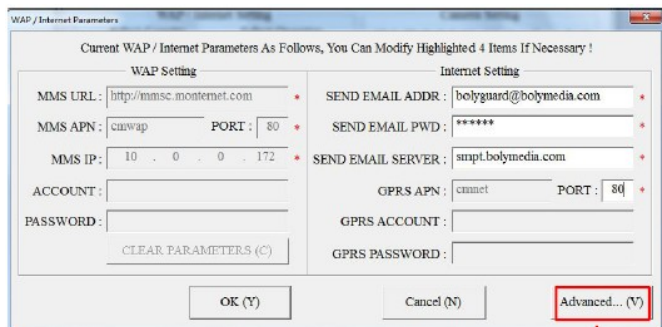 WAP / Internet Parameters
Current WAP / Internet Parameters As Follows, You Can Modify Highlighted 4 Items If Necessary !
WAP Setting
MMS URL : http://mmsc.monternet.com *
MMS APN : cmwap PORT : 80 *
MMS IP : 10 . 0 . 0 . 172 *
ACCOUNT :
PASSWORD :
CLEAR PARAMETERS (C)
Internet Setting
SEND EMAIL ADDR : bolyguard@bolymedia.com *
SEND EMAIL PWD : ****** *
SEND EMAIL SERVER : smpt.bolymedia.com *
GPRS APN : cmnet PORT : 80 *
GPRS ACCOUNT :
GPRS PASSWORD :
OK (Y) Cancel (N) Advanced... (V)